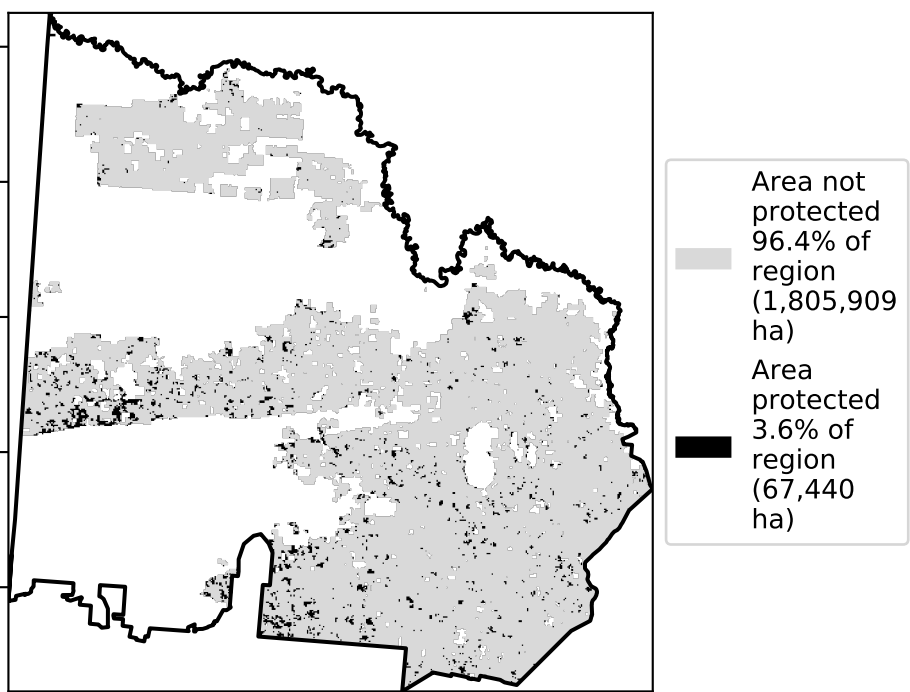 Area not
protected
96.4% of
region
(1,805,909
ha)
Area
protected
3.6% of
region
(67,440
ha)